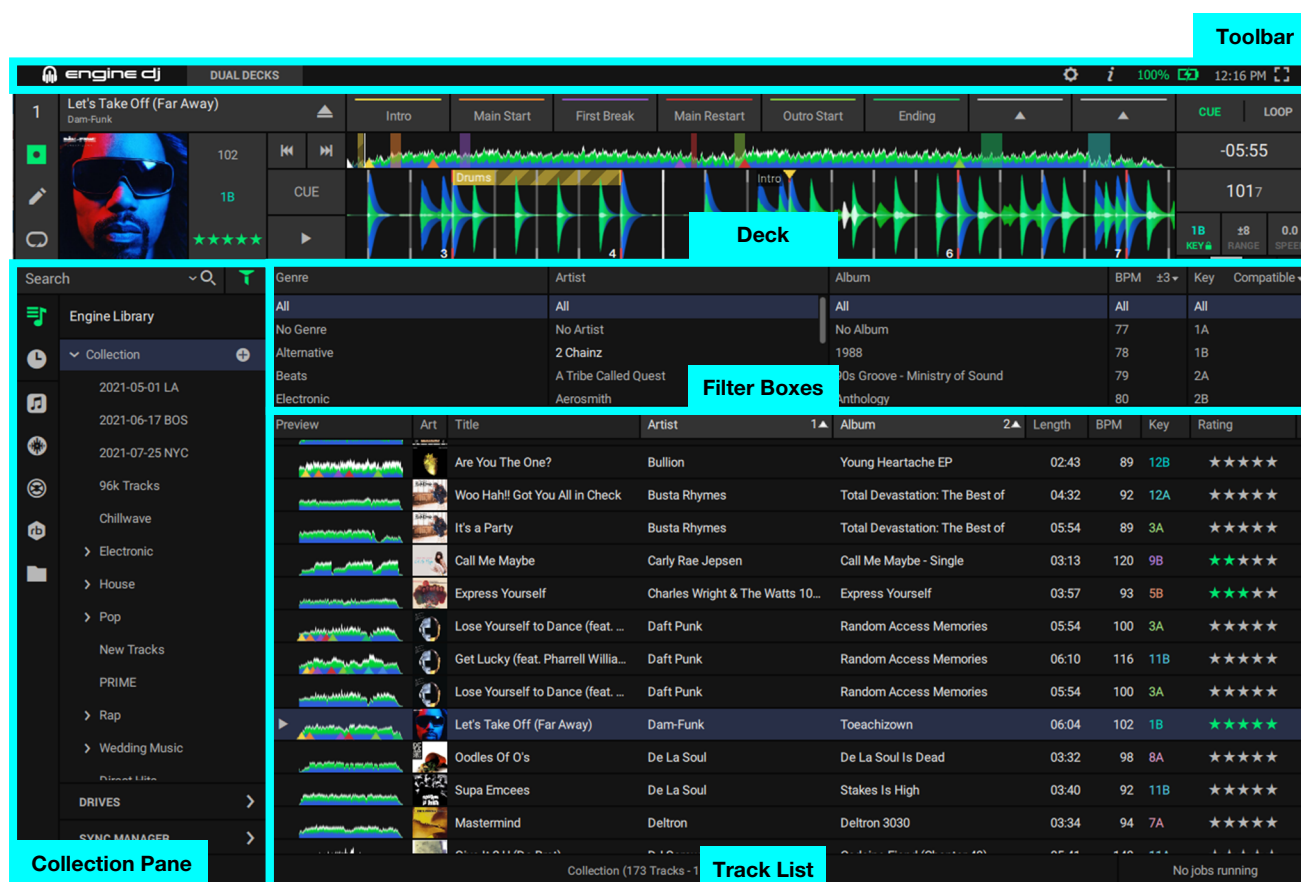 Toolbar
engine dj DUAL DECKS 100% 12:16 PM
1 Let's Take Off (Far Away)
Dam-Funk
Intro Main Start First Break Main Restart Outro Start Ending
CUE LOOP
102
1B
CUE
Drums
Intro
3 4 6 7
-05:55
1017
1B ±8 0.0
KEY RANGE SPEED
Deck
Search
Engine Library
Collection
2021-05-01 LA
2021-06-17 BOS
2021-07-25 NYC
96k Tracks
Chillwave
Electronic
House
Pop
New Tracks
PRIME
Rap
Wedding Music
Direct Hits
DRIVES
SYNC MANAGER
Collection Pane
Genre Artist Album BPM ±3 Key Compatible
All All All All All
No Genre No Artist No Album 77 1A
Alternative 2 Chainz 1988 78 1B
Beats A Tribe Called Quest 90s Groove - Ministry of Sound 79 2A
Electronic Aerosmith Anthology 80 2B
Filter Boxes
Preview Art Title Artist 1 Album 2 Length BPM Key Rating
Are You The One? Bullion Young Heartache EP 02:43 89 12B
Woo Hah!! Got You All in Check Busta Rhymes Total Devastation: The Best of 04:32 92 12A
It's a Party Busta Rhymes Total Devastation: The Best of 05:54 89 3A
Call Me Maybe Carly Rae Jepsen Call Me Maybe - Single 03:13 120 9B
Express Yourself Charles Wright & The Watts 10... Express Yourself 03:57 93 5B
Lose Yourself to Dance (feat. ... Daft Punk Random Access Memories 05:54 100 3A
Get Lucky (feat. Pharrell Willia... Daft Punk Random Access Memories 06:10 116 11B
Lose Yourself to Dance (feat. ... Daft Punk Random Access Memories 05:54 100 3A
Let's Take Off (Far Away) Dam-Funk Toeachizown 06:04 102 1B
Oodles Of O's De La Soul De La Soul Is Dead 03:32 98 8A
Supa Emcees De La Soul Stakes Is High 03:40 92 11B
Mastermind Deltron Deltron 3030 03:34 94 7A
Collection (173 Tracks - 1
Track List
No jobs running